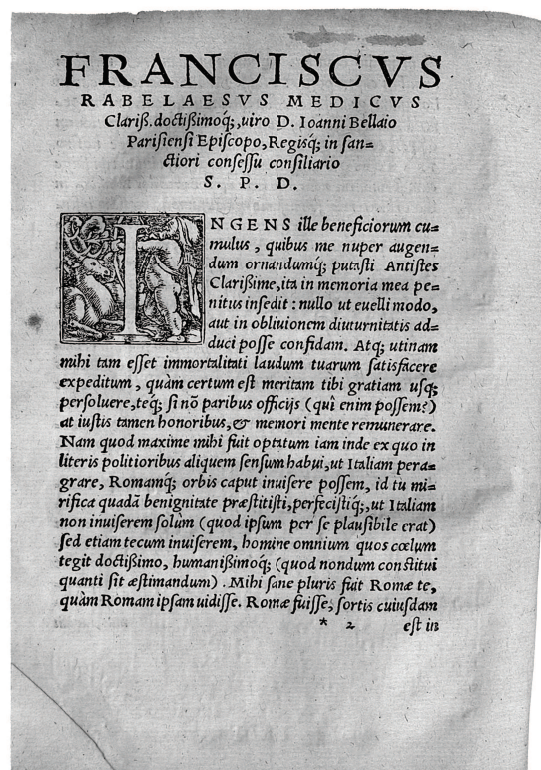 FRANCISCVS
RABELAESVS MEDICVS
Clariß. doctißimoq́;, uiro D. Ioanni Bellaio
Parisiensi Episcopo, Regisq́; in san=
ctiori consessu consiliario
S. P. D.
INGENS ille beneficiorum cu=
mulus, quibus me nuper augen=
dum ornandumq́; putasti Antistes
Clarißime, ita in memoria mea pe=
nitus insedit: nullo ut euelli modo,
aut in obliuionem diuturnitatis ad=
duci posse confidam. Atq; utinam
mihi tam esset immortalitati laudum tuarum satisfacere
expeditum, quàm certum est meritam tibi gratiam usq;
persoluere, teq́; si nõ paribus officijs (quî enim possem?)
at iustis tamen honoribus, & memori mente remunerare.
Nam quod maxime mihi fuit optatum iam inde ex quo in
literis politioribus aliquem sensum habui, ut Italiam pera=
grare, Romamq́; orbis caput inuisere possem, id tu mi=
rifica quadã benignitate præstitisti, perfecistiq́;, ut Italiam
non inuiserem solùm (quod ipsum per se plausibile erat)
sed etiam tecum inuiserem, homine omnium quos cœlum
tegit doctißimo, humanißimoq́; (quod nondum constitui
quanti sit æstimandum). Mihi sane pluris fuit Romæ te,
quàm Romam ipsam uidisse. Romæ fuisse, sortis cuiusdam
* 2 est in